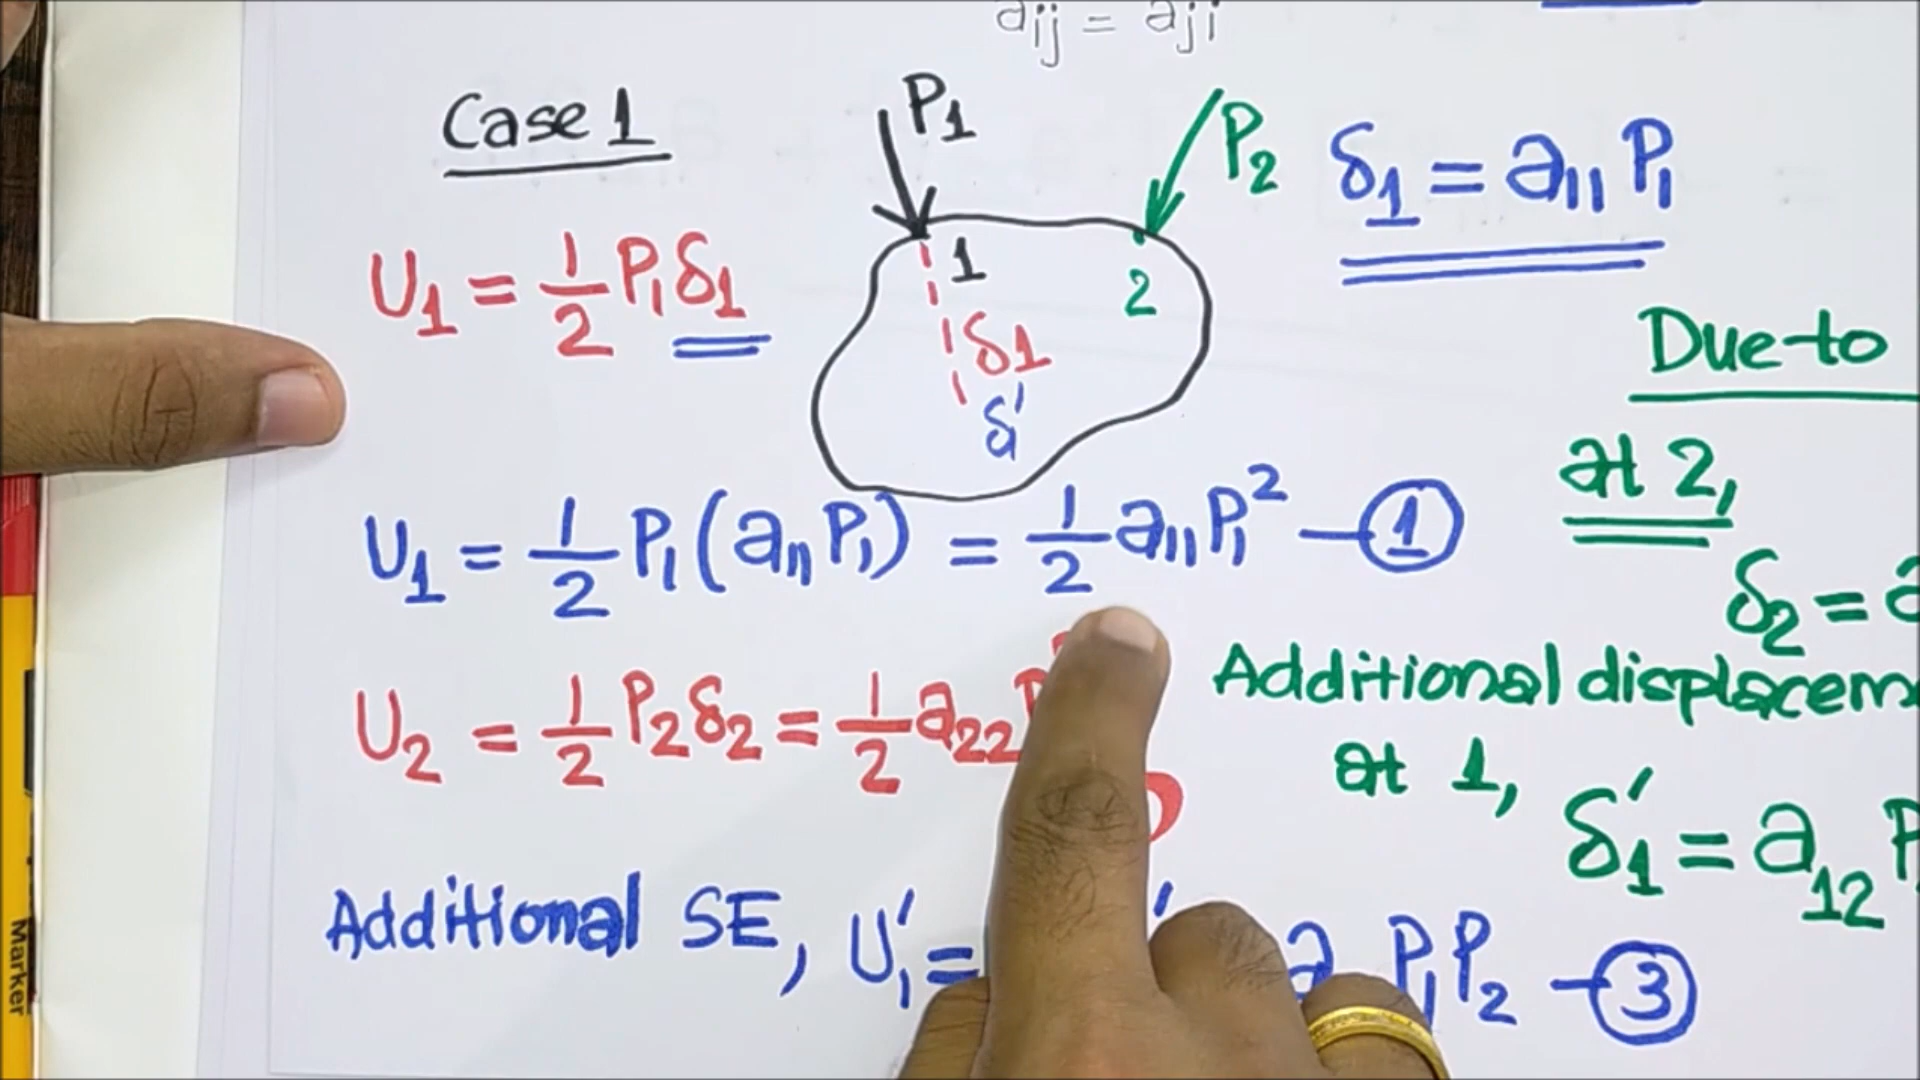 aij = aji
Case 1
P1
P2
δ1 = a11 P1
U1 = 1/2 P1 δ1
1
2
δ1
δ'
Due to
at 2,
U1 = 1/2 P1 (a11 P1) = 1/2 a11 P1² — ①
δ2 = a
U2 = 1/2 P2 δ2 = 1/2 a22
Additional
at 1,
δ1' = a12 P
Additional SE, U1' =
a P1 P2 — ③
Marker